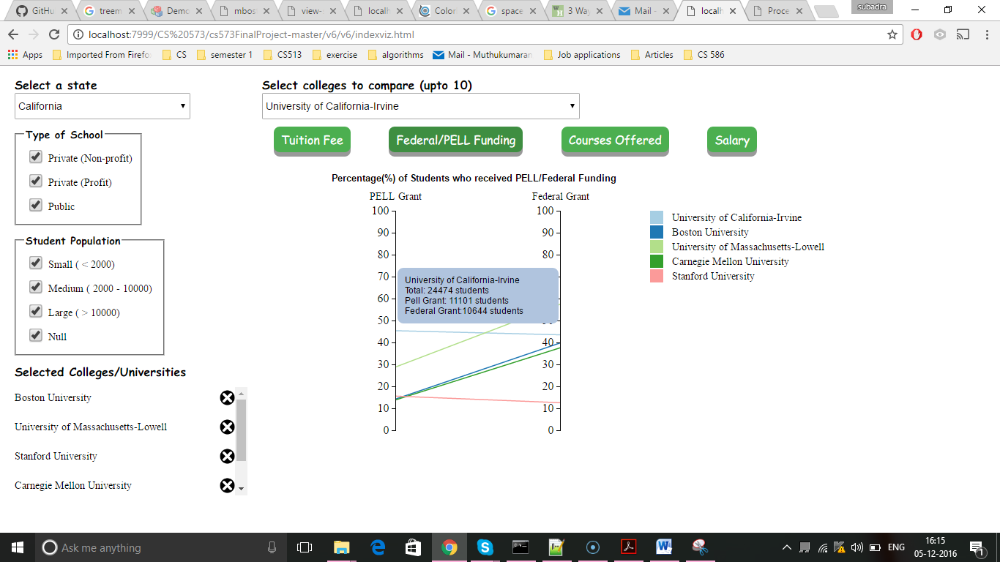 GitHu
treem
Demo
mbos
view-
localh
Color
space
3 Way
Mail -
localh
Proce
subadra
localhost:7999/CS%20573/cs573FinalProject-master/v6/v6/indexviz.html
Apps Imported From Firefo CS semester 1 CS513 exercise algorithms Mail - Muthukumaran Job applications Articles CS 586
Select a state
California
Select colleges to compare (upto 10)
University of California-Irvine
Type of School
Private (Non-profit)
Private (Profit)
Public
Student Population
Small ( < 2000)
Medium ( 2000 - 10000)
Large ( > 10000)
Null
Selected Colleges/Universities
Boston University
University of Massachusetts-Lowell
Stanford University
Carnegie Mellon University
Tuition Fee Federal/PELL Funding Courses Offered Salary
Percentage(%) of Students who received PELL/Federal Funding
PELL Grant Federal Grant
100 100
90 90
80 80
70
60
50
40 40
30 30
20 20
10 10
0 0
University of California-Irvine
Total: 24474 students
Pell Grant: 11101 students
Federal Grant:10644 students
University of California-Irvine
Boston University
University of Massachusetts-Lowell
Carnegie Mellon University
Stanford University
Ask me anything
ENG
16:15
05-12-2016
1